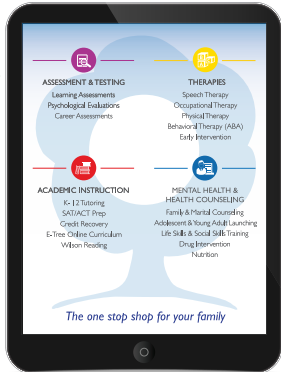 ASSESSMENT & TESTING
Learning Assessments
Psychological Evaluations
Career Assessments
THERAPIES
Speech Therapy
Occupational Therapy
Physical Therapy
Behavioral Therapy (ABA)
Early Intervention
ACADEMIC INSTRUCTION
K-12 Tutoring
SAT/ACT Prep
Credit Recovery
E-Tree Online Curriculum
Wilson Reading
MENTAL HEALTH &
HEALTH COUNSELING
Family & Marital Counseling
Adolescent & Young Adult Launching
Life Skills & Social Skills Training
Drug Intervention
Nutrition
The one stop shop for your family